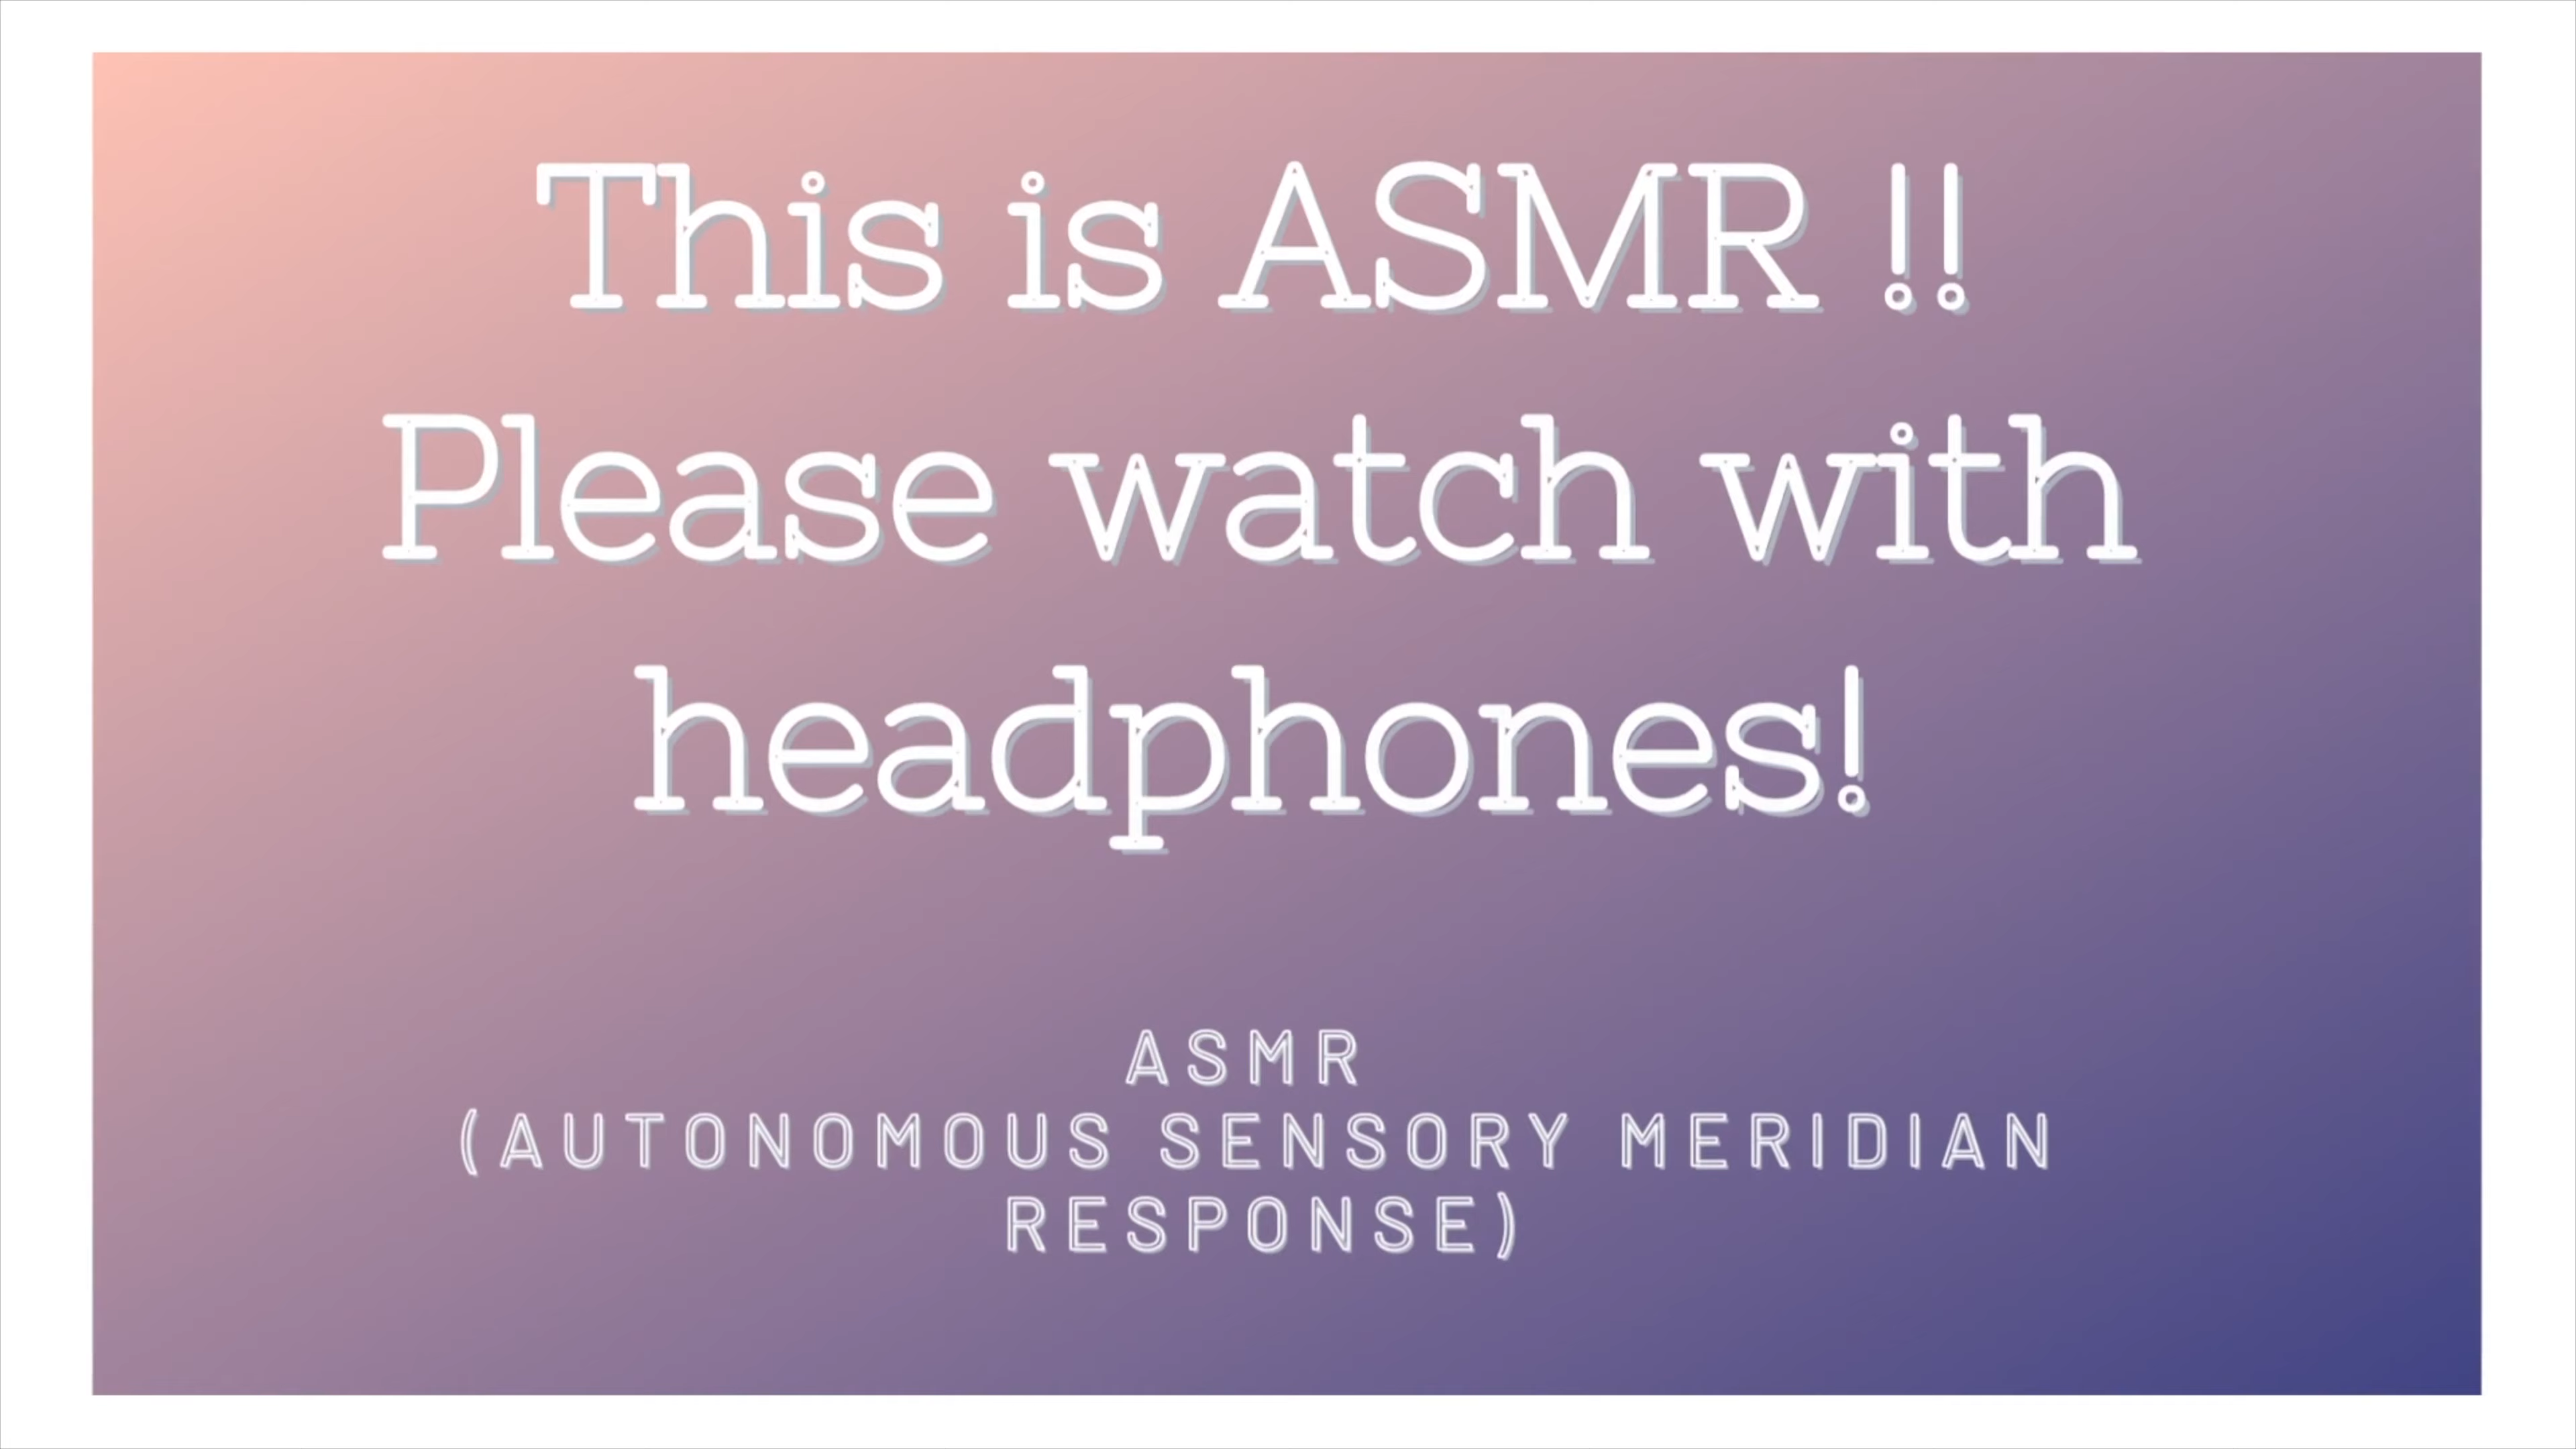 This is ASMR !!
Please watch with
headphones!
ASMR
(AUTONOMOUS SENSORY MERIDIAN
RESPONSE)